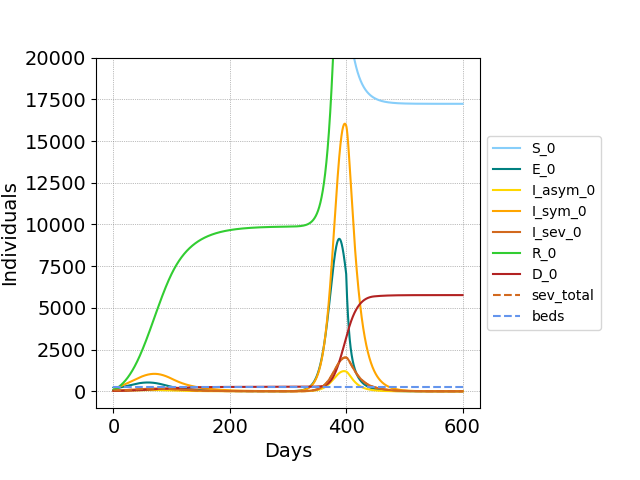 20000
17500
15000
12500
10000
7500
5000
2500
0
Individuals
0 200 400 600
Days
S_0
E_0
I_asym_0
I_sym_0
I_sev_0
R_0
D_0
sev_total
beds